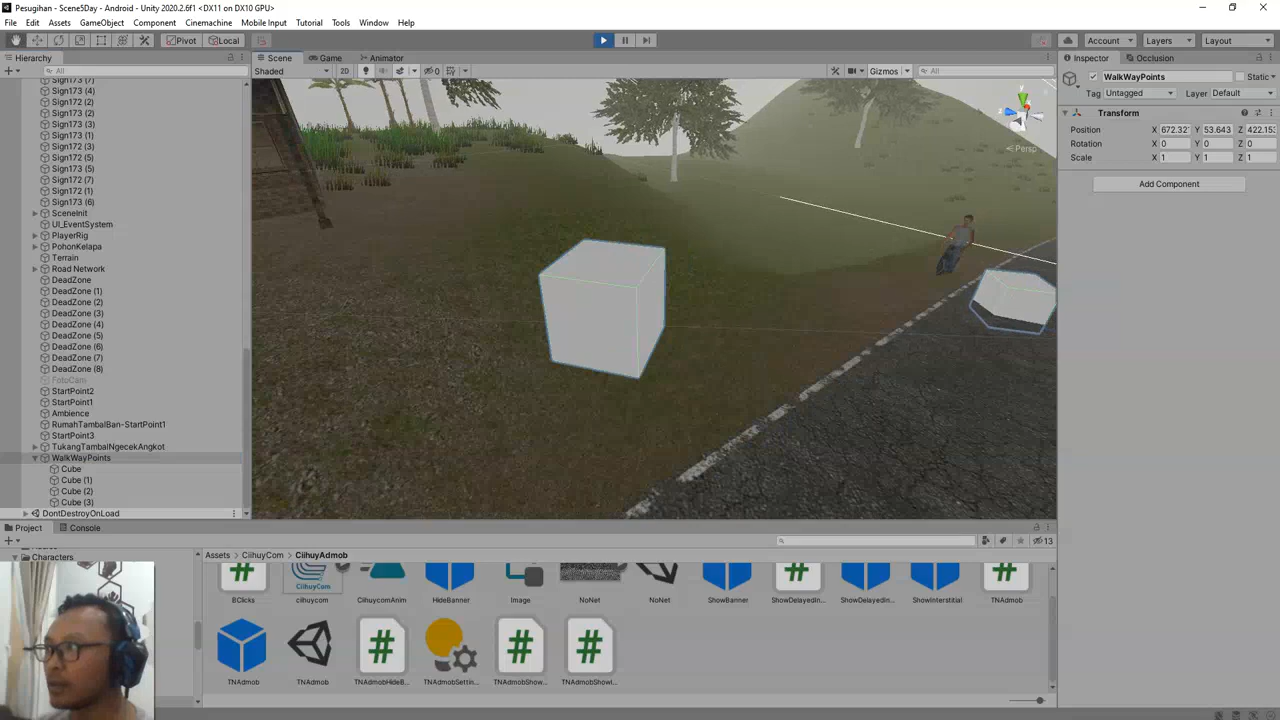 Pesugihan - Scene5Day - Android - Unity 2020.2.6f1 <DX11 on DX10 GPU>
File Edit Assets GameObject Component Cinemachine Mobile Input Tutorial Tools Window Help
Pivot Local Account Layers Layout
Hierarchy Scene Game Animator Inspector Occlusion
All Shaded 2D 0 Gizmos All WalkWayPoints Static
Sign173 (7)
Sign173 (4)
Tag Untagged Layer Default
Sign172 (2)
Sign173 (2)
Transform
Sign173 (3)
Position X 672.32 Y 53.643 Z 422.15
Sign173 (1)
Rotation X 0 Y 0 Z 0
Sign172 (3)
Persp
Sign172 (5)
Scale X 1 Y 1 Z 1
Sign173 (5)
Sign172 (7)
Add Component
Sign172 (1)
Sign173 (6)
SceneInit
UI_EventSystem
PlayerRig
PohonKelapa
Terrain
Road Network
DeadZone
DeadZone (1)
DeadZone (2)
DeadZone (3)
DeadZone (4)
DeadZone (5)
DeadZone (6)
DeadZone (7)
DeadZone (8)
FotoCam
StartPoint2
StartPoint1
Ambience
RumahTambalBan-StartPoint1
StartPoint3
TukangTambalNgecekAngkot
WalkWayPoints
Cube
Cube (1)
Cube (2)
Cube (3)
DontDestroyOnLoad
Project Console
13
Characters
Assets > CiihuyCom > CiihuyAdmob
CiihuyCom
BClicks ciihuycom CiihuycomAnim HideBanner Image NoNet NoNet ShowBanner ShowDelayedIn... ShowDelayedIn... ShowInterstitial TNAdmob
TNAdmob TNAdmob TNAdmobHideB... TNAdmobSettin... TNAdmobShow... TNAdmobShowI...